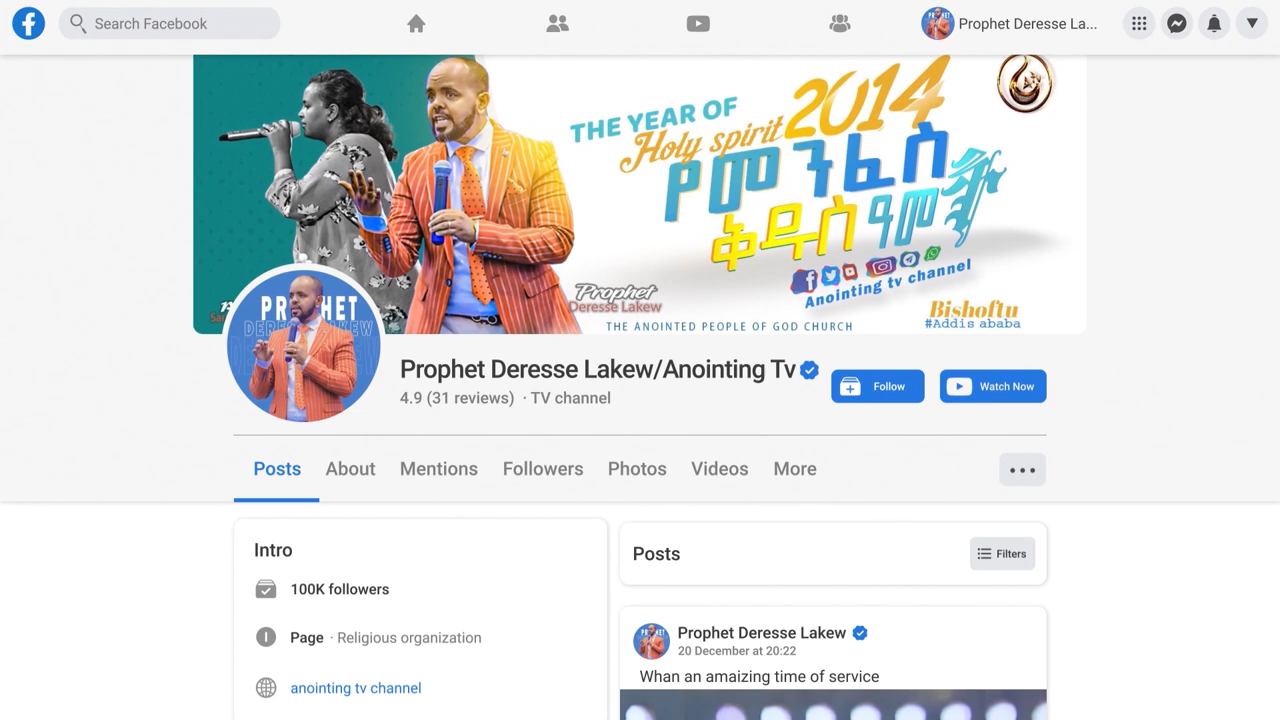 Search Facebook
Prophet Deresse La...
THE YEAR OF
Holy spirit 2014
የመንፈስ
ቅዱስ ዓመት
Anointing tv channel
Prophet
Deresse Lakew
Bishoftu
#Addis ababa
THE ANOINTED PEOPLE OF GOD CHURCH
PROPHET
DERESSE LAKEW
Prophet Deresse Lakew/Anointing Tv
4.9 (31 reviews) · TV channel
Follow
Watch Now
Posts
About
Mentions
Followers
Photos
Videos
More
Intro
100K followers
Page · Religious organization
anointing tv channel
Posts
Filters
Prophet Deresse Lakew
20 December at 20:22
Whan an amaizing time of service